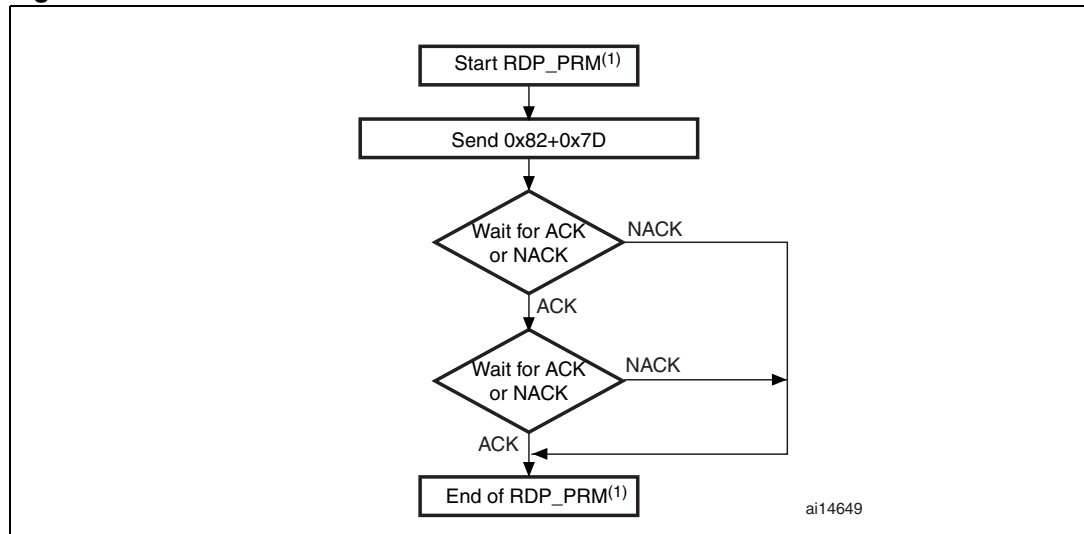 Start RDP_PRM(1)
Send 0x82+0x7D
Wait for ACK
or NACK
NACK
ACK
Wait for ACK
or NACK
NACK
ACK
End of RDP_PRM(1)
ai14649